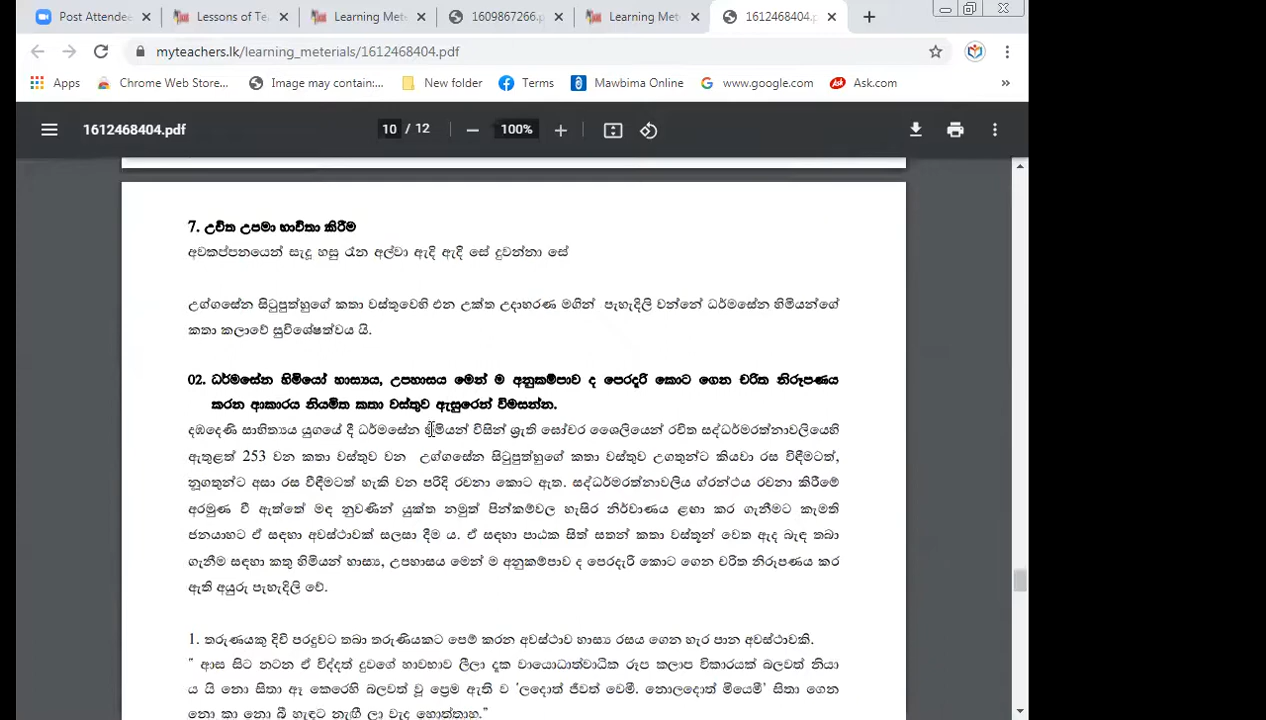 Post Attendee
Lessons of Te
Learning Met
1609867266.p
Learning Met
1612468404.p
myteachers.lk/learning_meterials/1612468404.pdf
Apps
Chrome Web Store...
Image may contain:...
New folder
Terms
Mawbima Online
www.google.com
Ask.com
1612468404.pdf
10 / 12
100%
7. උචිත උපමා භාවිතා කිරීම
අවකප්පනයෙන් සැදූ හසු රෑන අල්වා ඇදි ඇදි සේ දුවන්නා සේ
උග්ගසේන සිටුපුත්හුගේ කතා වස්තුවෙහි එන උක්ත උදාහරණ මගින් පැහැදිලි වන්නේ ධර්මසේන හිමියන්ගේ
කතා කලාවේ සුවිශේෂත්වය යි.
02. ධර්මසේන හිමියෝ හාස්‍යය, උපහාසය මෙන් ම අනුකම්පාව ද පෙරදැරි කොට ගෙන චරිත නිරූපණය
කරන ආකාරය නියමිත කතා වස්තුව ඇසුරෙන් විමසන්න.
දඹදෙණි සාහිත්‍යය යුගයේ දී ධර්මසේන හිමියන් විසින් ශ්‍රැති ඝෝචර ශෛලියෙන් රචිත සද්ධර්මරත්නාවලියෙහි
ඇතුළත් 253 වන කතා වස්තුව වන උග්ගසේන සිටුපුත්හුගේ කතා වස්තුව උගතුන්ට කියවා රස විඳීමටත්,
නූගතුන්ට අසා රස විඳීමටත් හැකි වන පරිදි රචනා කොට ඇත. සද්ධර්මරත්නාවලිය ග්‍රන්ථය රචනා කිරීමේ
අරමුණ වී ඇත්තේ මඳ නුවණින් යුක්ත නමුත් පින්කම්වල හැසිර නිර්වාණය ළඟා කර ගැනීමට කැමති
ජනයාහට ඒ සඳහා අවස්ථාවක් සලසා දීම ය. ඒ සඳහා පාඨක සිත් සතන් කතා වස්තූන් වෙත ඇද බැඳ තබා
ගැනීම සඳහා කතු හිමියන් හාස්‍ය, උපහාසය මෙන් ම අනුකම්පාව ද පෙරදැරි කොට ගෙන චරිත නිරූපණය කර
ඇති අයුරු පැහැදිලි වේ.
1. තරුණයකු දිවි පරදුවට තබා තරුණියකට පෙම් කරන අවස්ථාව හාස්‍ය රසය ගෙන හැර පාන අවස්ථාවකි.
" ආස සිට නටන ඒ විද්දත් දුවගේ හාවභාව ලීලා දැක වායොධාත්වාධික රූප කලාප විකාරයක් බලවත් නියා
ය යි නො සිතා ඈ කෙරෙහි බලවත් වූ ප්‍රෙම ඇති ව 'ලදොත් ජීවත් වෙමි. නොලදොත් මියෙමි' සිතා ගෙන
නො කා නො බී හැඳට නැඟී ලා වැද හොත්තාහ."